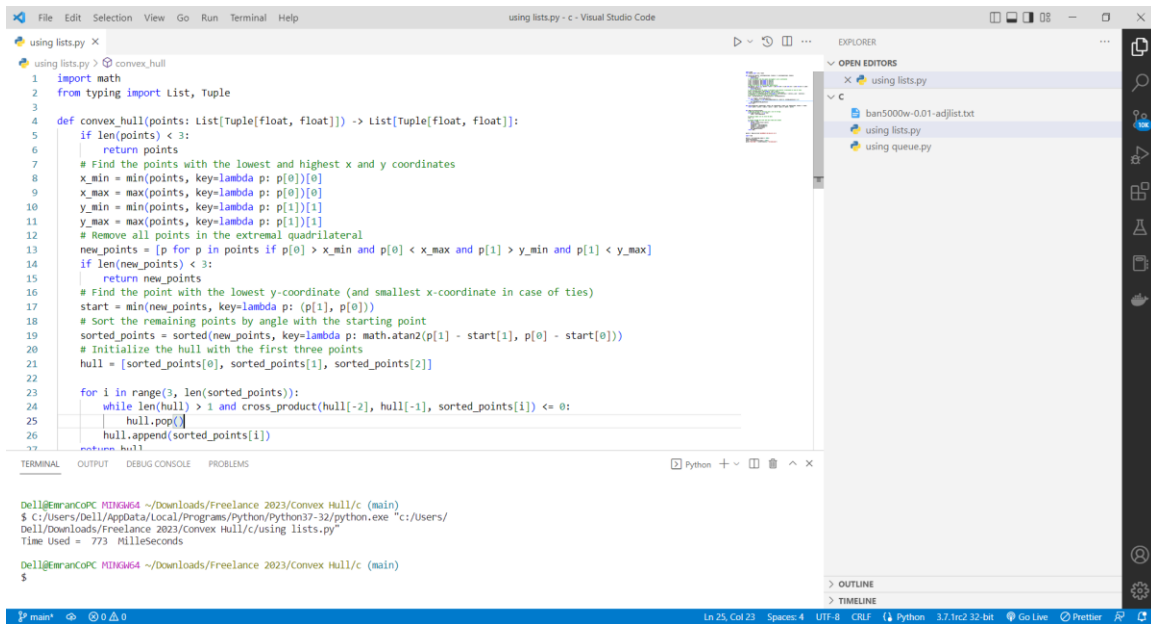 File Edit Selection View Go Run Terminal Help using lists.py - c - Visual Studio Code
using lists.py
using lists.py > convex_hull
1 import math
2 from typing import List, Tuple
3
4 def convex_hull(points: List[Tuple[float, float]]) -> List[Tuple[float, float]]:
5 if len(points) < 3:
6 return points
7 # Find the points with the lowest and highest x and y coordinates
8 x_min = min(points, key=lambda p: p[0])[0]
9 x_max = max(points, key=lambda p: p[0])[0]
10 y_min = min(points, key=lambda p: p[1])[1]
11 y_max = max(points, key=lambda p: p[1])[1]
12 # Remove all points in the extremal quadrilateral
13 new_points = [p for p in points if p[0] > x_min and p[0] < x_max and p[1] > y_min and p[1] < y_max]
14 if len(new_points) < 3:
15 return new_points
16 # Find the point with the lowest y-coordinate (and smallest x-coordinate in case of ties)
17 start = min(new_points, key=lambda p: (p[1], p[0]))
18 # Sort the remaining points by angle with the starting point
19 sorted_points = sorted(new_points, key=lambda p: math.atan2(p[1] - start[1], p[0] - start[0]))
20 # Initialize the hull with the first three points
21 hull = [sorted_points[0], sorted_points[1], sorted_points[2]]
22
23 for i in range(3, len(sorted_points)):
24 while len(hull) > 1 and cross_product(hull[-2], hull[-1], sorted_points[i]) <= 0:
25 hull.pop()
26 hull.append(sorted_points[i])
27 return hull
TERMINAL OUTPUT DEBUG CONSOLE PROBLEMS
Python
Dell@EmranCoPC MINGW64 ~/Downloads/Freelance 2023/Convex Hull/c (main)
$ C:/Users/Dell/AppData/Local/Programs/Python/Python37-32/python.exe "c:/Users/
Dell/Downloads/Freelance 2023/Convex Hull/c/using lists.py"
Time Used = 773 MilleSeconds
Dell@EmranCoPC MINGW64 ~/Downloads/Freelance 2023/Convex Hull/c (main)
$
EXPLORER
OPEN EDITORS
using lists.py
C
ban5000w-0.01-adjlist.txt
using lists.py
using queue.py
OUTLINE
TIMELINE
10K
main* 0 0 Ln 25, Col 23 Spaces: 4 UTF-8 CRLF Python 3.7.1rc2 32-bit Go Live Prettier